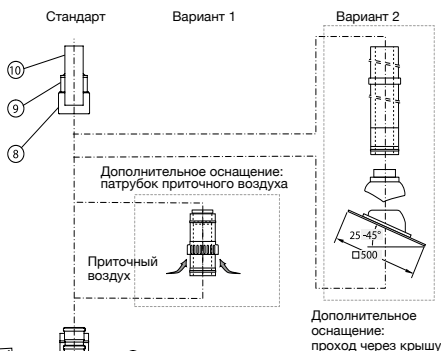 Стандарт
Вариант 1
Вариант 2
10
9
8
Дополнительное оснащение:
патрубок приточного воздуха
Приточный
воздух
25 -45°
□500
Дополнительное
оснащение:
проход через крышу